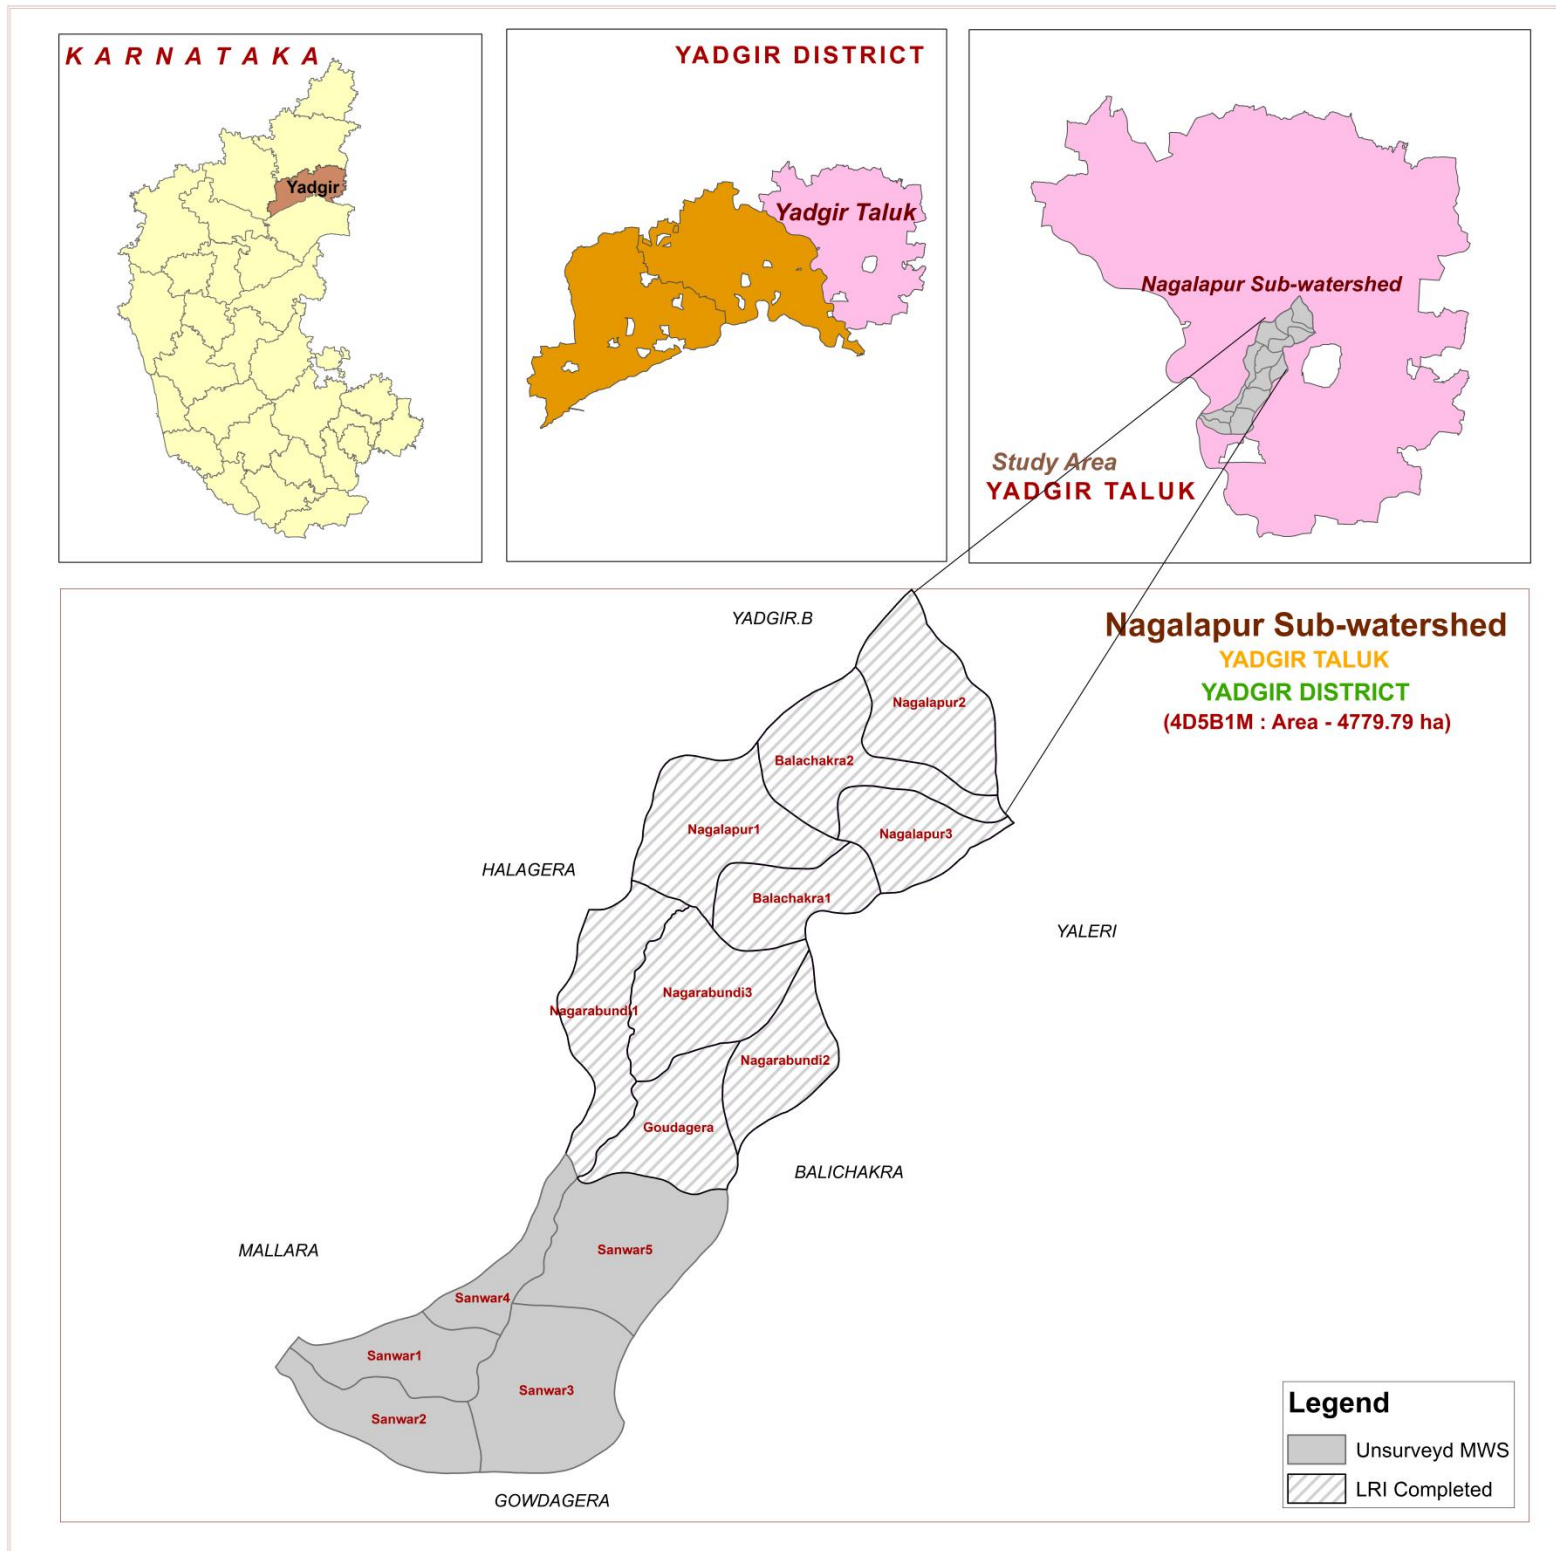 K A R N A T A K A
Yadgir
YADGIR DISTRICT
Yadgir Taluk
Nagalapur Sub-watershed
Study Area
YADGIR TALUK
YADGIR.B
Nagalapur Sub-watershed
YADGIR TALUK
YADGIR DISTRICT
(4D5B1M : Area - 4779.79 ha)
Nagalapur2
Balachakra2
Nagalapur1
Nagalapur3
HALAGERA
Balachakra1
YALERI
Nagarabundi3
Nagarabundi1
Nagarabundi2
Goudagera
BALICHAKRA
MALLARA
Sanwar5
Sanwar4
Sanwar1
Sanwar3
Sanwar2
GOWDAGERA
Legend
Unsurveyd MWS
LRI Completed